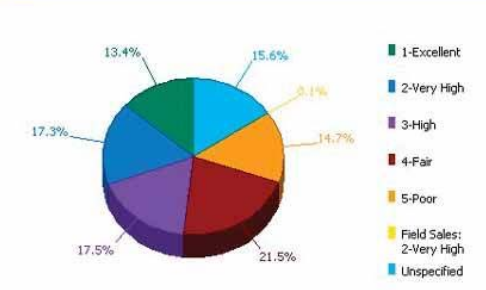 13.4%
15.6%
0.1%
14.7%
17.3%
17.5%
21.5%
1-Excellent
2-Very High
3-High
4-Fair
5-Poor
Field Sales:
2-Very High
Unspecified